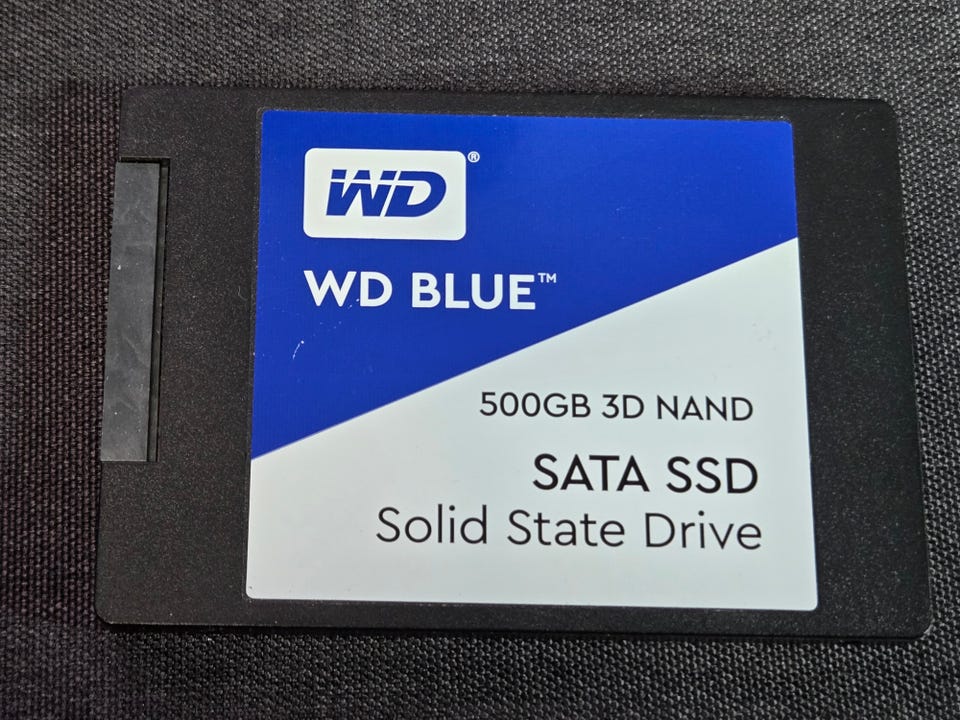 WD®
WD BLUE™
500GB 3D NAND
SATA SSD
Solid State Drive